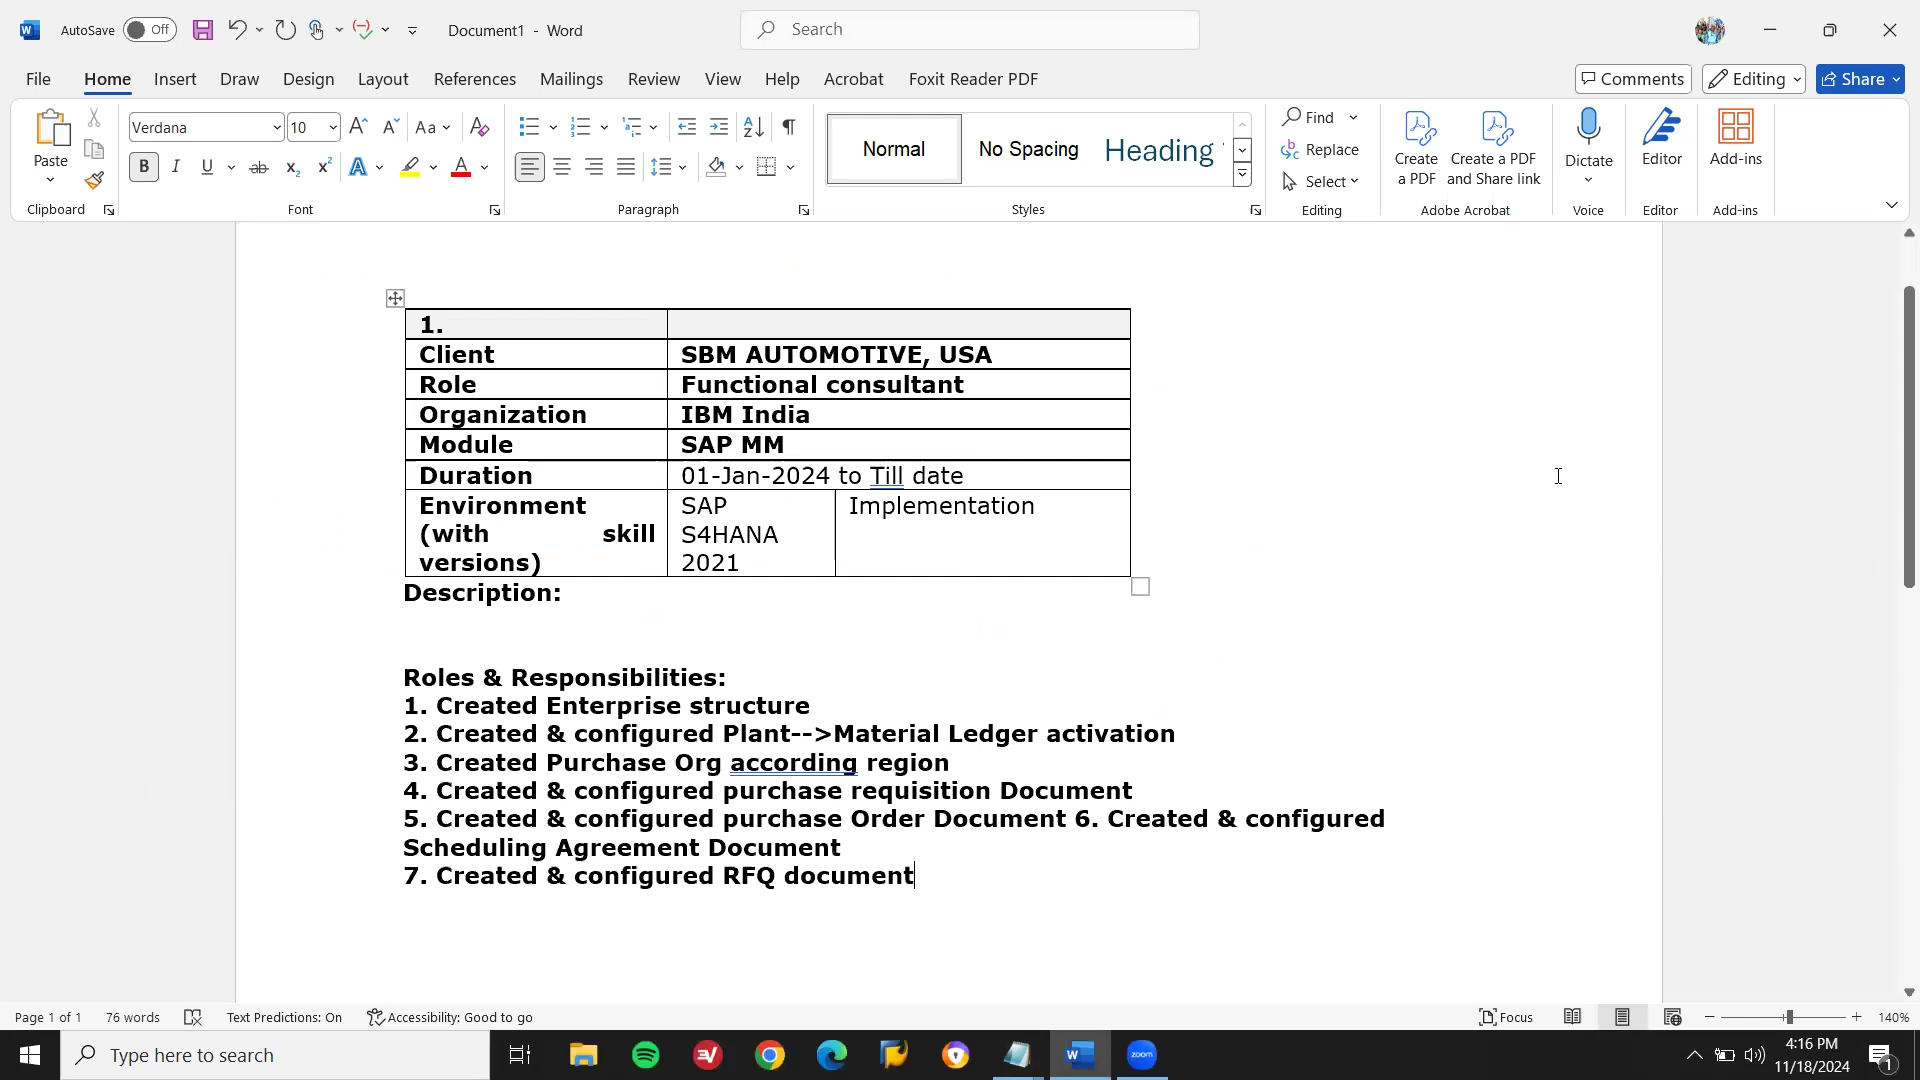 AutoSave Off Document1 - Word Search
File Home Insert Draw Design Layout References Mailings Review View Help Acrobat Foxit Reader PDF Comments Editing Share
Paste
Clipboard
Verdana 10
Font
Paragraph
Normal No Spacing Heading
Styles
Find
Replace
Select
Editing
Create a PDF
Create a PDF and Share link
Adobe Acrobat
Dictate
Voice
Editor
Editor
Add-ins
Add-ins
1.
Client SBM AUTOMOTIVE, USA
Role Functional consultant
Organization IBM India
Module SAP MM
Duration 01-Jan-2024 to Till date
Environment SAP Implementation
(with skill S4HANA
versions) 2021
Description:
Roles & Responsibilities:
1. Created Enterprise structure
2. Created & configured Plant-->Material Ledger activation
3. Created Purchase Org according region
4. Created & configured purchase requisition Document
5. Created & configured purchase Order Document 6. Created & configured
Scheduling Agreement Document
7. Created & configured RFQ document
Page 1 of 1 76 words Text Predictions: On Accessibility: Good to go Focus 140%
Type here to search zoom 4:16 PM
11/18/2024 1